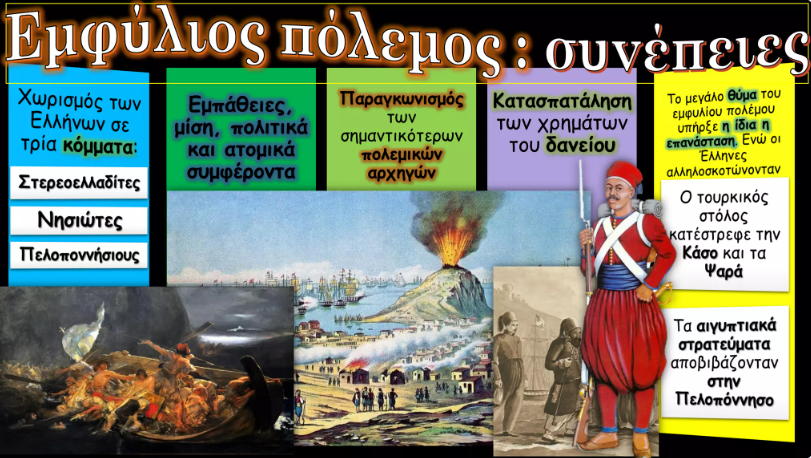 Εμφύλιος πόλεμος : συνέπειες
Χωρισμός των
Ελλήνων σε
τρία κόμματα:
Στερεοελλαδίτες
Νησιώτες
Πελοποννήσιους
Εμπάθειες,
μίση, πολιτικά
και ατομικά
συμφέροντα
Παραγκωνισμός
των
σημαντικότερων
πολεμικών
αρχηγών
Κατασπατάληση
των χρημάτων
του δανείου
Το μεγάλο θύμα του
εμφυλίου πολέμου
υπήρξε η ίδια η
επανάσταση. Ενώ οι
Έλληνες
αλληλοσκοτώνονταν
Ο τουρκικός
στόλος
κατέστρεφε την
Κάσο και τα
Ψαρά
Τα αιγυπτιακά
στρατεύματα
αποβιβάζονταν
στην
Πελοπόννησο